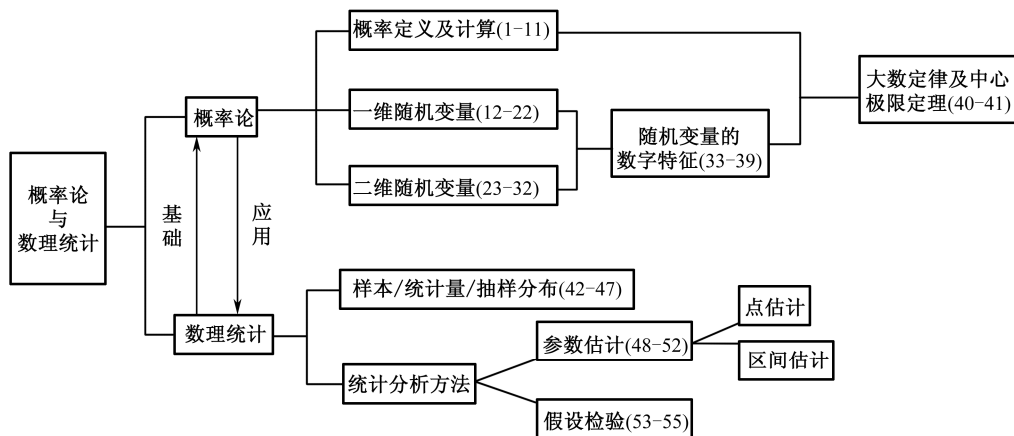 概率论
与
数理统计
基础
应用
概率论
概率定义及计算(1-11)
一维随机变量(12-22)
二维随机变量(23-32)
随机变量的
数字特征(33-39)
大数定律及中心
极限定理(40-41)
数理统计
样本/统计量/抽样分布(42-47)
统计分析方法
参数估计(48-52)
点估计
区间估计
假设检验(53-55)